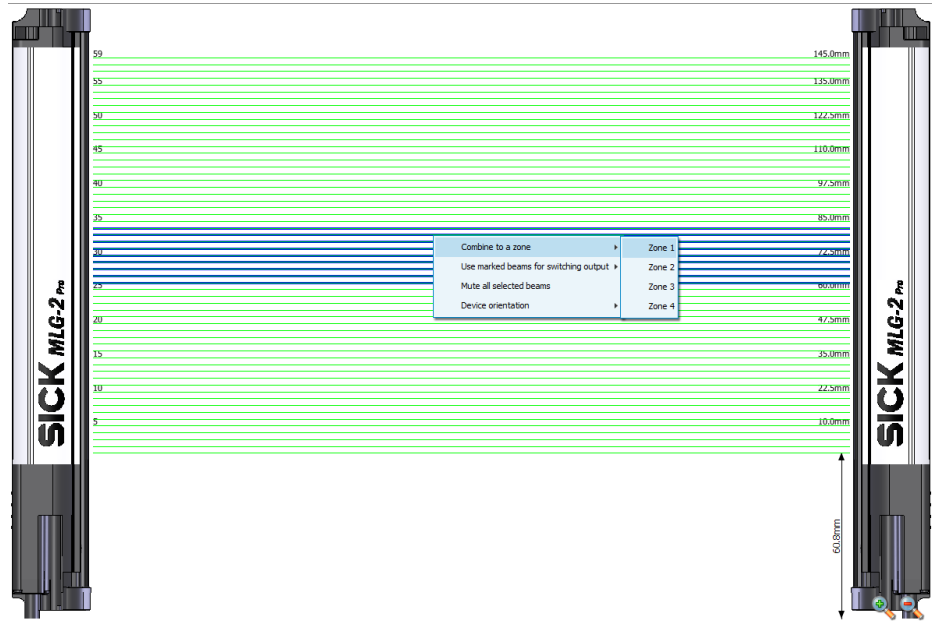 59 145.0mm
55 135.0mm
50 122.5mm
45 110.0mm
40 97.5mm
35 85.0mm
30 72.5mm
25 60.0mm
20 47.5mm
15 35.0mm
10 22.5mm
5 10.0mm
Combine to a zone
Use marked beams for switching output
Mute all selected beams
Device orientation
Zone 1
Zone 2
Zone 3
Zone 4
SICK MLG-2 Pro
SICK MLG-2 Pro
60.8mm